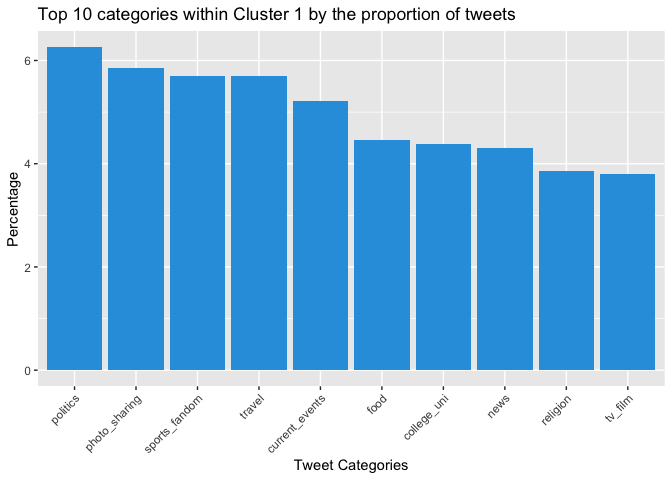 Top 10 categories within Cluster 1 by the proportion of tweets
Percentage
6
4
2
0
politics
photo_sharing
sports_fandom
travel
current_events
food
college_uni
news
religion
tv_film
Tweet Categories